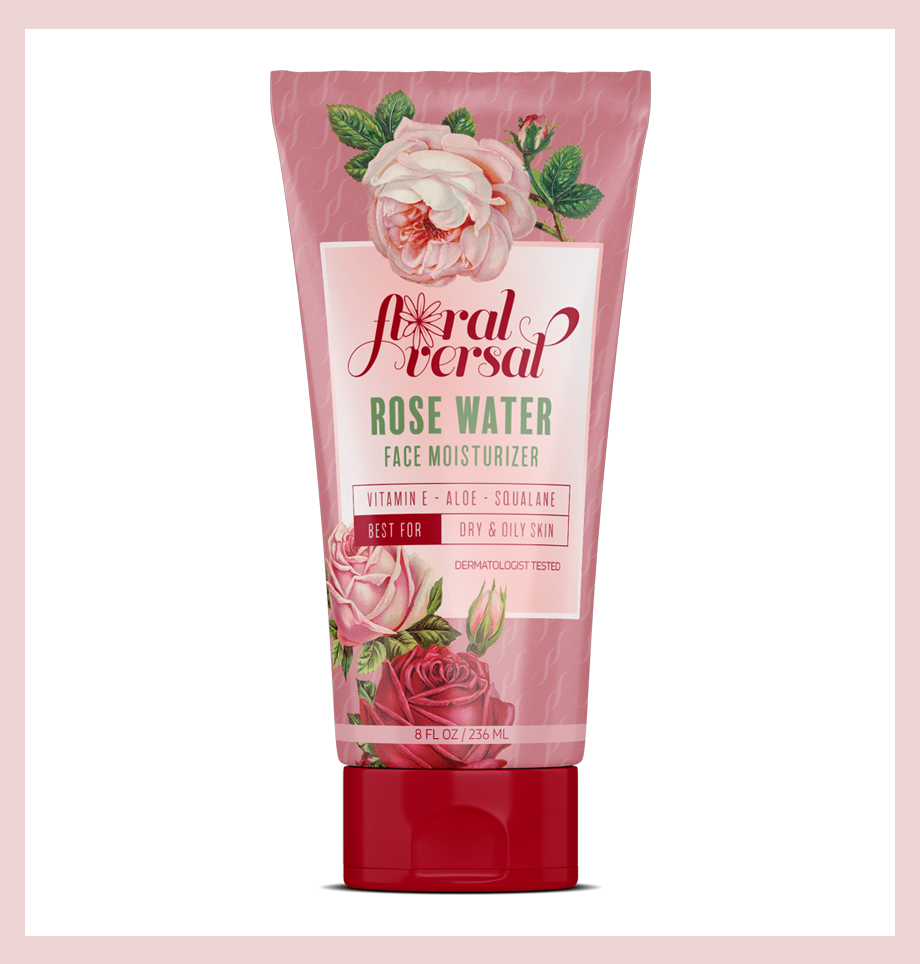 floral
versal
ROSE WATER
FACE MOISTURIZER
VITAMIN E - ALOE - SQUALANE
BEST FOR DRY & OILY SKIN
DERMATOLOGIST TESTED
8 FL OZ / 236 ML